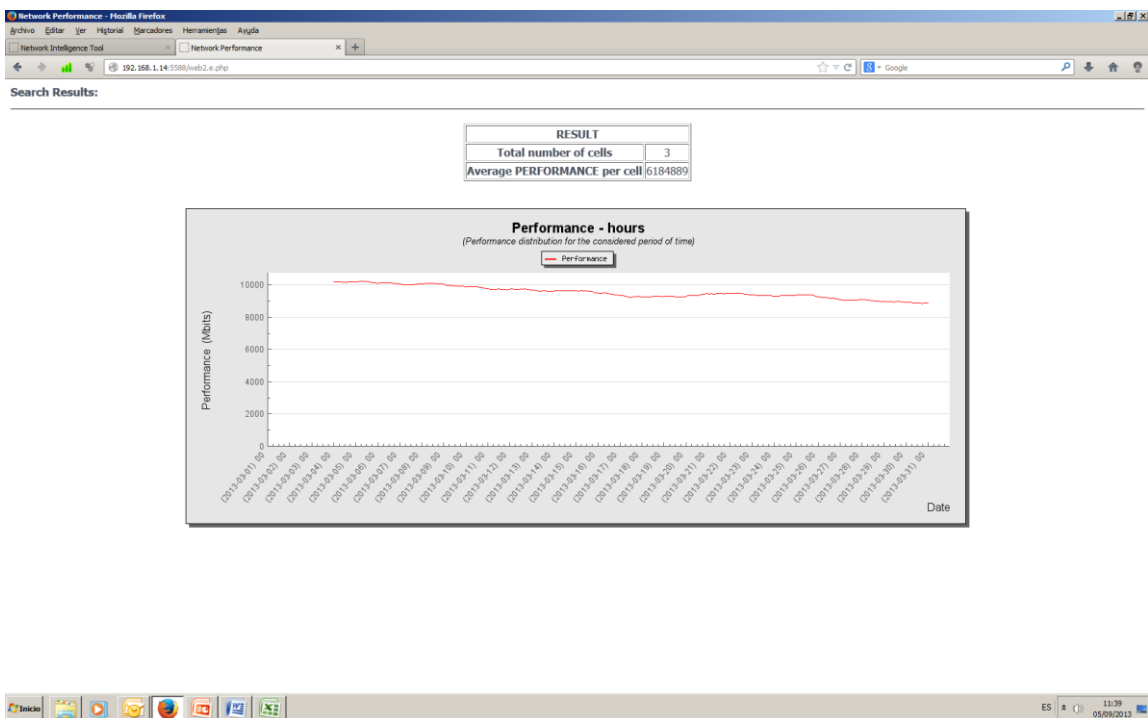 Network Performance - Mozilla Firefox
Archivo Editar Ver Historial Marcadores Herramientas Ayuda
Network Intelligence Tool × Network Performance × +
192.168.1.14:5588/web2.e.php
Google
Search Results:
RESULT
Total number of cells 3
Average PERFORMANCE per cell 6184889
Performance - hours
(Performance distribution for the considered period of time)
Performance
Performance (Mbits)
10000
8000
6000
4000
2000
0
(2013-03-01) 00
(2013-03-02) 00
(2013-03-03) 00
(2013-03-04) 00
(2013-03-05) 00
(2013-03-06) 00
(2013-03-07) 00
(2013-03-08) 00
(2013-03-09) 00
(2013-03-10) 00
(2013-03-11) 00
(2013-03-12) 00
(2013-03-13) 00
(2013-03-14) 00
(2013-03-15) 00
(2013-03-16) 00
(2013-03-17) 00
(2013-03-18) 00
(2013-03-19) 00
(2013-03-20) 00
(2013-03-21) 00
(2013-03-22) 00
(2013-03-23) 00
(2013-03-24) 00
(2013-03-25) 00
(2013-03-26) 00
(2013-03-27) 00
(2013-03-28) 00
(2013-03-29) 00
(2013-03-30) 00
(2013-03-31) 00
Date
Inicio
ES
11:39
05/09/2013